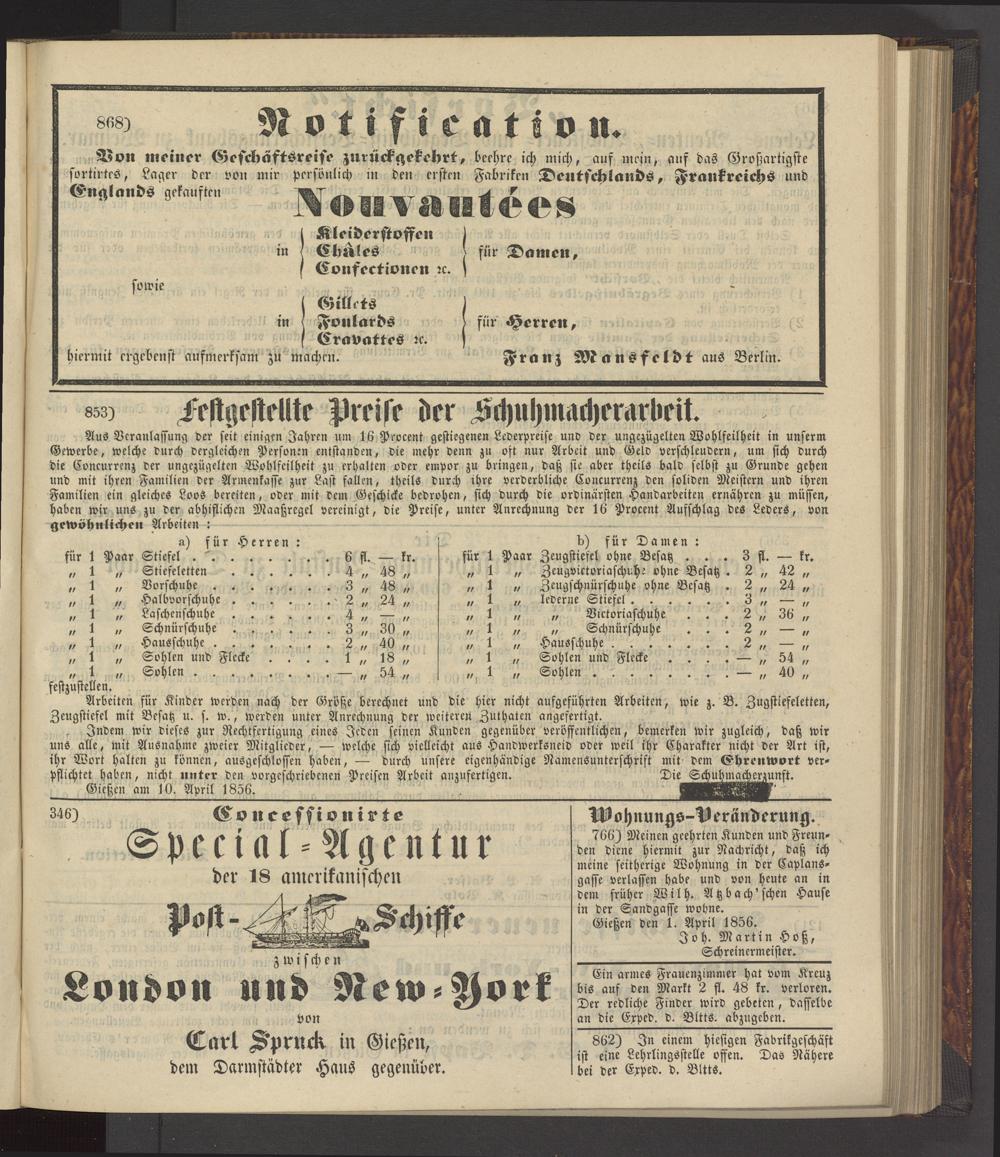 868) Notification.
Von meiner Geschäftsreise zurückgekehrt, beehre ich mich, auf mein, auf das Großartigste
sortirtes, Lager der von mir persönlich in den ersten Fabriken Deutschlands, Frankreichs und
Englands gekauften
Nouvautées
in { Kleiderstoffen
Châles
Confectionen ꝛc. } für Damen,
sowie
in { Gillets
Foulards
Cravattes ꝛc. } für Herren,
hiermit ergebenst aufmerksam zu machen. Franz Mansfeldt aus Berlin.
853) Festgestellte Preise der Schuhmacherarbeit.
Aus Veranlassung der seit einigen Jahren um 16 Procent gestiegenen Lederpreise und der ungezügelten Wohlfeilheit in unserm
Gewerbe, welche durch dergleichen Personen entstanden, die mehr denn zu oft nur Arbeit und Geld verschleudern, um sich durch
die Concurrenz der ungezügelten Wohlfeilheit zu erhalten oder empor zu bringen, daß sie aber theils bald selbst zu Grunde gehen
und mit ihren Familien der Armenkasse zur Last fallen, theils durch ihre verderbliche Concurrenz den soliden Meistern und ihren
Familien ein gleiches Loos bereiten, oder mit dem Geschicke bedrohen, sich durch die ordinärsten Handarbeiten ernähren zu müssen,
haben wir uns zu der abhislichen Maaßregel vereinigt, die Preise, unter Anrechnung der 16 Procent Aufschlag des Leders, von
gewöhnlichen Arbeiten:
a) für Herren:
für 1 Paar Stiefel . . . . . . . . 6 fl. — kr.
„ 1 „ Stiefeletten . . . . . . 4 „ 48 „
„ 1 „ Vorschuhe . . . . . . . 3 „ 48 „
„ 1 „ Halbvorschuhe . . . . . 2 „ 24 „
„ 1 „ Laschenschuhe . . . . . 4 „ — „
„ 1 „ Schnürschuhe . . . . . 3 „ 30 „
„ 1 „ Hausschuhe . . . . . . 2 „ 40 „
„ 1 „ Sohlen und Flecke . . . . 1 „ 18 „
„ 1 „ Sohlen . . . . . . . . — „ 54 „
b) für Damen:
für 1 Paar Zeugstiefel ohne Besatz . . . 3 fl. — kr.
„ 1 „ Zeugvictoriaschuhe ohne Besatz . 2 „ 42 „
„ 1 „ Zeugschnürschuhe ohne Besatz . 2 „ 24 „
„ 1 „ lederne Stiefel . . . . . 3 „ — „
„ 1 „ „ Victoriaschuhe . . . 2 „ 36 „
„ 1 „ „ Schnürschuhe . . . 2 „ — „
„ 1 „ Hausschuhe . . . . . . 2 „ — „
„ 1 „ Sohlen und Flecke . . . . — „ 54 „
„ 1 „ Sohlen . . . . . . . — „ 40 „
festzustellen.
Arbeiten für Kinder werden nach der Größe berechnet und die hier nicht aufgeführten Arbeiten, wie z. B. Zugstiefeletten,
Zeugstiefel mit Besatz u. s. w., werden unter Anrechnung der weiteren Zuthaten angefertigt.
Indem wir dieses zur Rechtfertigung eines Jeden seinen Kunden gegenüber veröffentlichen, bemerken wir zugleich, daß wir
uns alle, mit Ausnahme zweier Mitglieder, — welche sich vielleicht aus Handwerksneid oder weil ihr Charakter nicht der Art ist,
ihr Wort halten zu können, ausgeschlossen haben, — durch unsere eigenhändige Namensunterschrift mit dem Ehrenwort ver-
pflichtet haben, nicht unter den vorgeschriebenen Preisen Arbeit anzufertigen. Die Schuhmacherzunft.
Gießen am 10. April 1856.
346) Concessionirte
Special-Agentur
der 18 amerikanischen
Post- Schiffe
zwischen
London und New-York
von
Carl Spruck in Gießen,
dem Darmstädter Haus gegenüber.
Wohnungs-Veränderung.
766) Meinen geehrten Kunden und Freun-
den diene hiermit zur Nachricht, daß ich
meine seitherige Wohnung in der Caplans-
gasse verlassen habe und von heute an in
dem früher Wilh. Atzbach'schen Hause
in der Sandgasse wohne.
Gießen den 1. April 1856.
Joh. Martin Hoß,
Schreinermeister.
Ein armes Frauenzimmer hat vom Kreuz
bis auf den Markt 2 fl. 48 kr. verloren.
Der redliche Finder wird gebeten, dasselbe
an die Exped. d. Bltts. abzugeben.
862) In einem hiesigen Fabrikgeschäft
ist eine Lehrlingsstelle offen. Das Nähere
bei der Exped. d. Bltts.